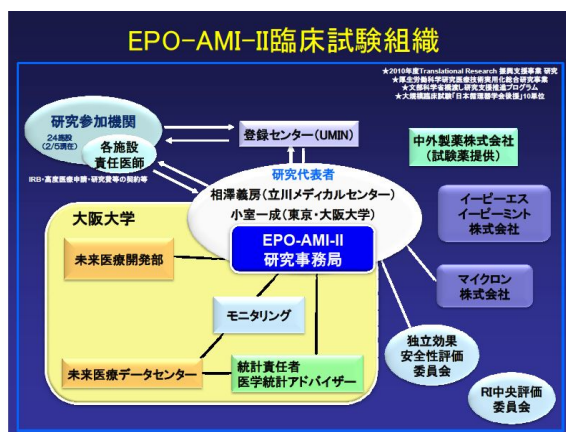 EPO-AMI-II臨床試験組織
★2010年度Translational Research 振興支援事業 研究
★厚生労働科学研究医療技術実用化総合研究事業
★文部科学省橋渡し研究支援推進プログラム
★大規模臨床試験「日本循環器学会後援」10単位
研究参加機関
24施設
(2/5現在)
各施設
責任医師
IRB・高度医療申請・研究費等の契約等
登録センター(UMIN)
中外製薬株式会社
(試験薬提供)
研究代表者
相澤義房(立川メディカルセンター)
小室一成(東京・大阪大学)
EPO-AMI-II
研究事務局
イーピーエス
イーピーミント
株式会社
マイクロン
株式会社
大阪大学
未来医療開発部
モニタリング
未来医療データセンター
統計責任者
医学統計アドバイザー
独立効果
安全性評価
委員会
RI中央評価
委員会